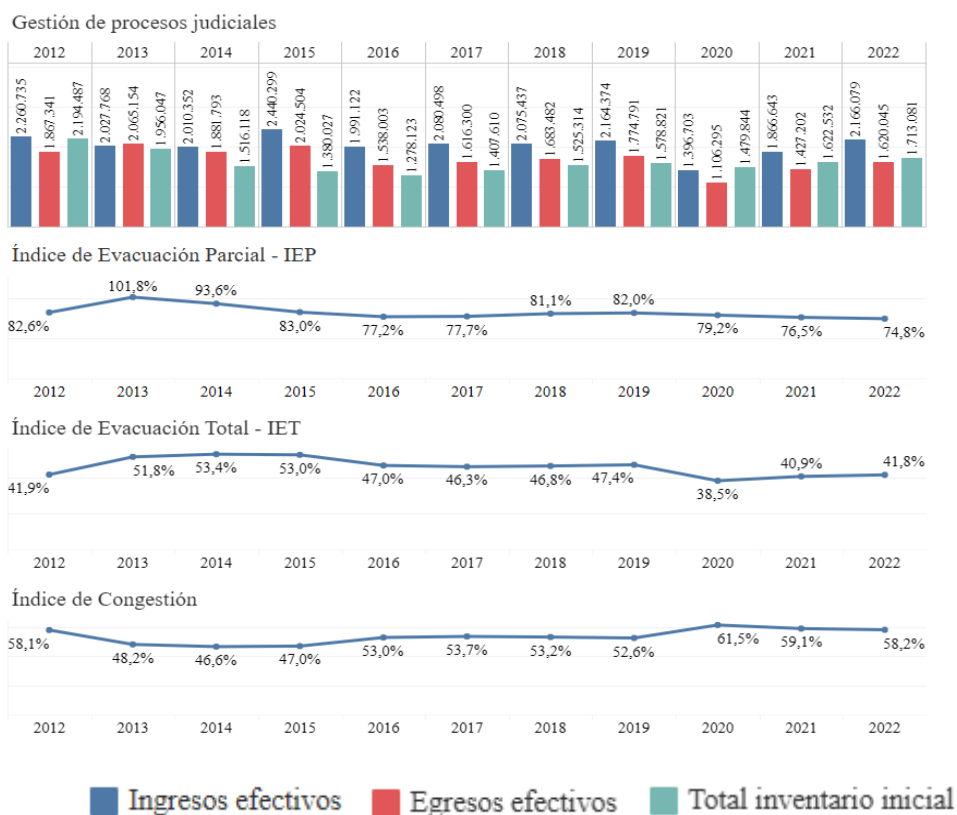 Gestión de procesos judiciales
2012 2013 2014 2015 2016 2017 2018 2019 2020 2021 2022
2.260.735 1.867.341 2.194.487 2.027.768 2.065.154 1.956.047 2.010.352 1.881.793 1.516.118 2.440.299 2.024.504 1.380.027 1.991.122 1.538.003 1.278.123 2.080.498 1.616.300 1.407.610 2.075.437 1.683.482 1.525.314 2.164.374 1.774.791 1.578.821 1.396.703 1.106.295 1.479.844 1.866.643 1.427.202 1.622.532 2.166.079 1.620.045 1.713.081
Índice de Evacuación Parcial - IEP
82,6% 101,8% 93,6% 83,0% 77,2% 77,7% 81,1% 82,0% 79,2% 76,5% 74,8%
2012 2013 2014 2015 2016 2017 2018 2019 2020 2021 2022
Índice de Evacuación Total - IET
41,9% 51,8% 53,4% 53,0% 47,0% 46,3% 46,8% 47,4% 38,5% 40,9% 41,8%
2012 2013 2014 2015 2016 2017 2018 2019 2020 2021 2022
Índice de Congestión
58,1% 48,2% 46,6% 47,0% 53,0% 53,7% 53,2% 52,6% 61,5% 59,1% 58,2%
2012 2013 2014 2015 2016 2017 2018 2019 2020 2021 2022
Ingresos efectivos Egresos efectivos Total inventario inicial